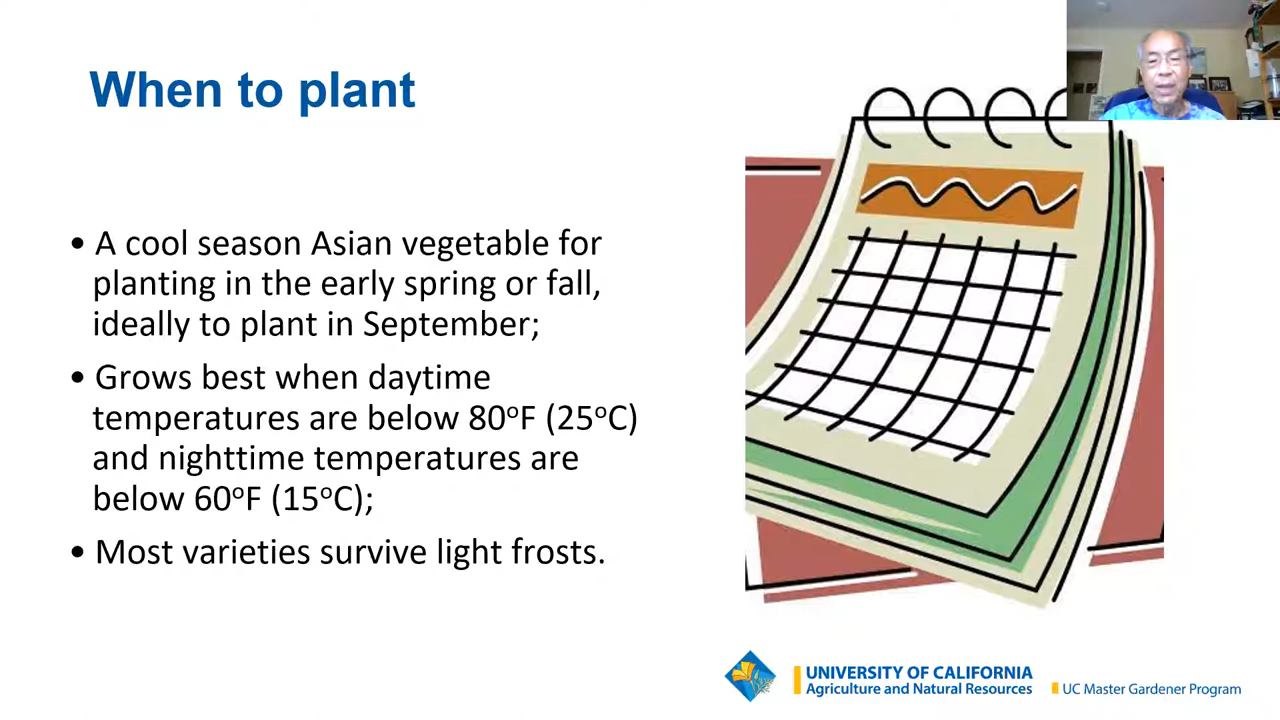 When to plant
• A cool season Asian vegetable for
planting in the early spring or fall,
ideally to plant in September;
• Grows best when daytime
temperatures are below 80ºF (25ºC)
and nighttime temperatures are
below 60ºF (15ºC);
• Most varieties survive light frosts.
UNIVERSITY OF CALIFORNIA
Agriculture and Natural Resources
UC Master Gardener Program